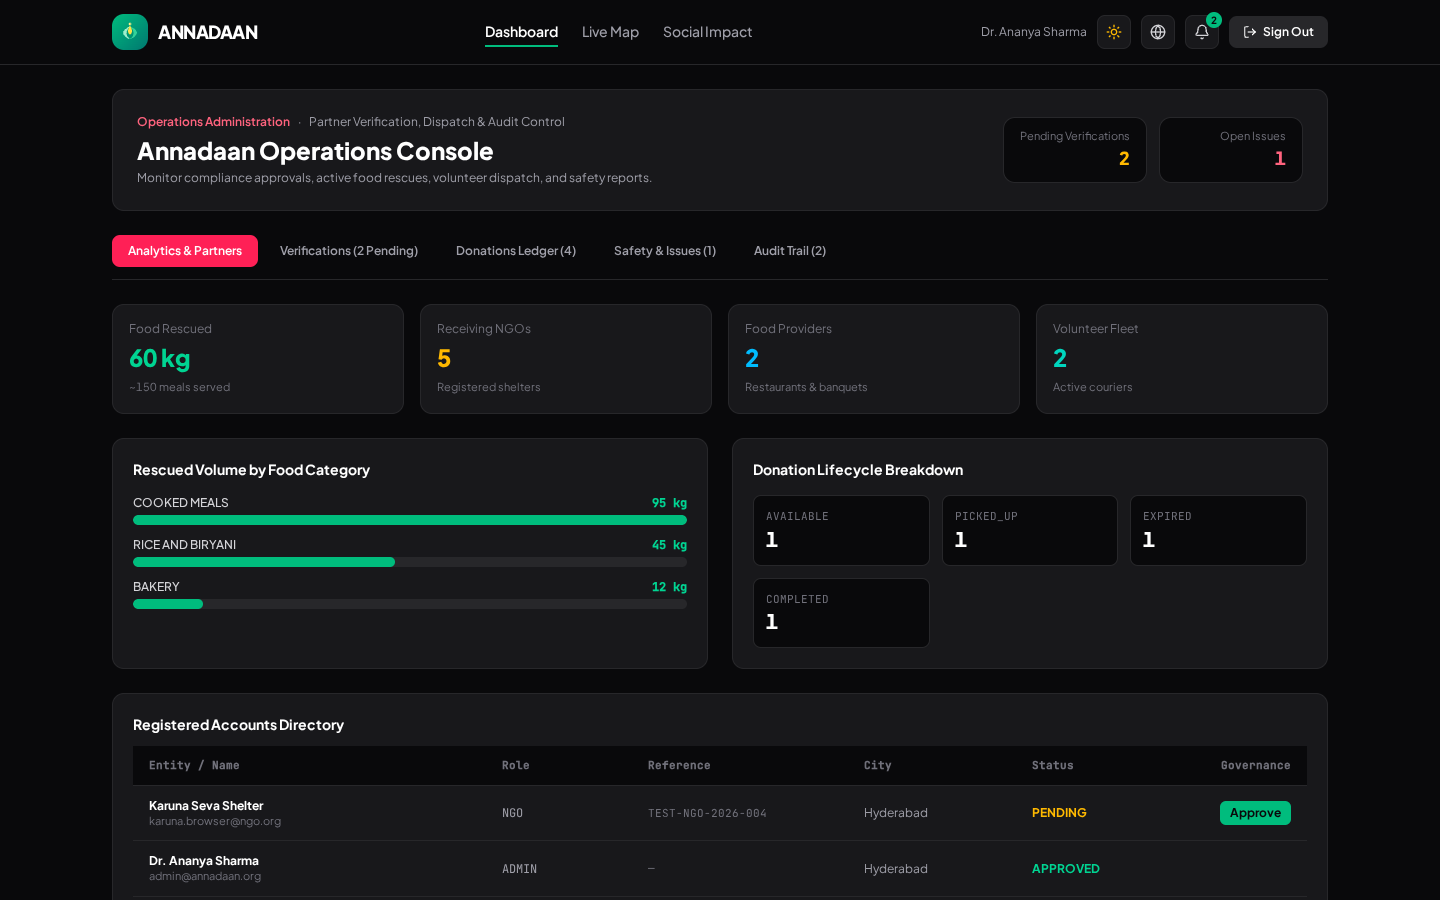 ANNADAAN
Dashboard
Live Map
Social Impact
Dr. Ananya Sharma
2
Sign Out
Operations Administration · Partner Verification, Dispatch & Audit Control
Annadaan Operations Console
Monitor compliance approvals, active food rescues, volunteer dispatch, and safety reports.
Pending Verifications
2
Open Issues
1
Analytics & Partners
Verifications (2 Pending)
Donations Ledger (4)
Safety & Issues (1)
Audit Trail (2)
Food Rescued
60 kg
~150 meals served
Receiving NGOs
5
Registered shelters
Food Providers
2
Restaurants & banquets
Volunteer Fleet
2
Active couriers
Rescued Volume by Food Category
COOKED MEALS 95 kg
RICE AND BIRYANI 45 kg
BAKERY 12 kg
Donation Lifecycle Breakdown
AVAILABLE
1
PICKED_UP
1
EXPIRED
1
COMPLETED
1
Registered Accounts Directory
Entity / Name Role Reference City Status Governance
Karuna Seva Shelter
karuna.browser@ngo.org
NGO TEST-NGO-2026-004 Hyderabad PENDING Approve
Dr. Ananya Sharma
admin@annadaan.org
ADMIN — Hyderabad APPROVED